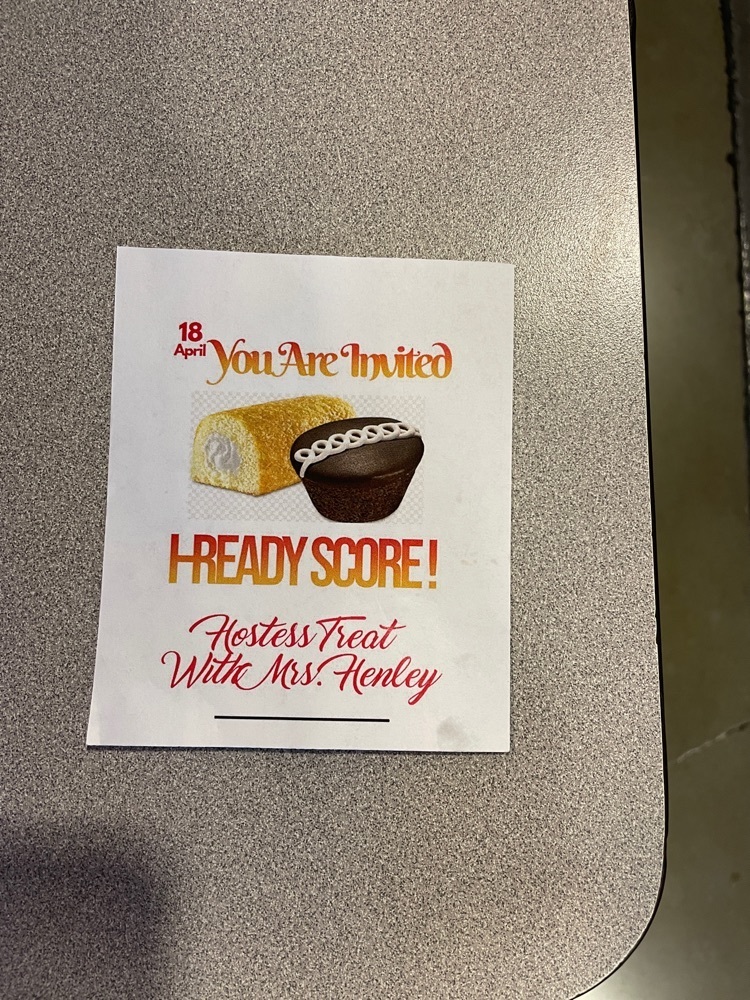 18
April
You Are Invited
I-READY SCORE!
Hostess Treat
With Mrs. Henley